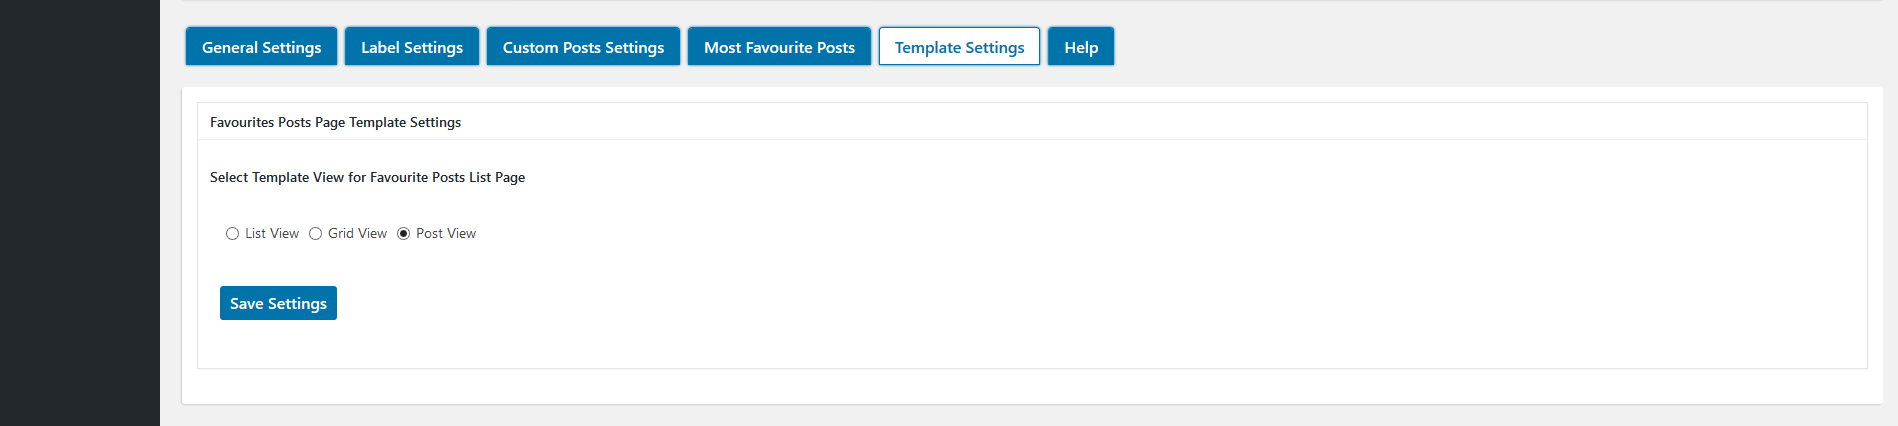 General Settings Label Settings Custom Posts Settings Most Favourite Posts Template Settings Help
Favourites Posts Page Template Settings
Select Template View for Favourite Posts List Page
List View Grid View Post View
Save Settings